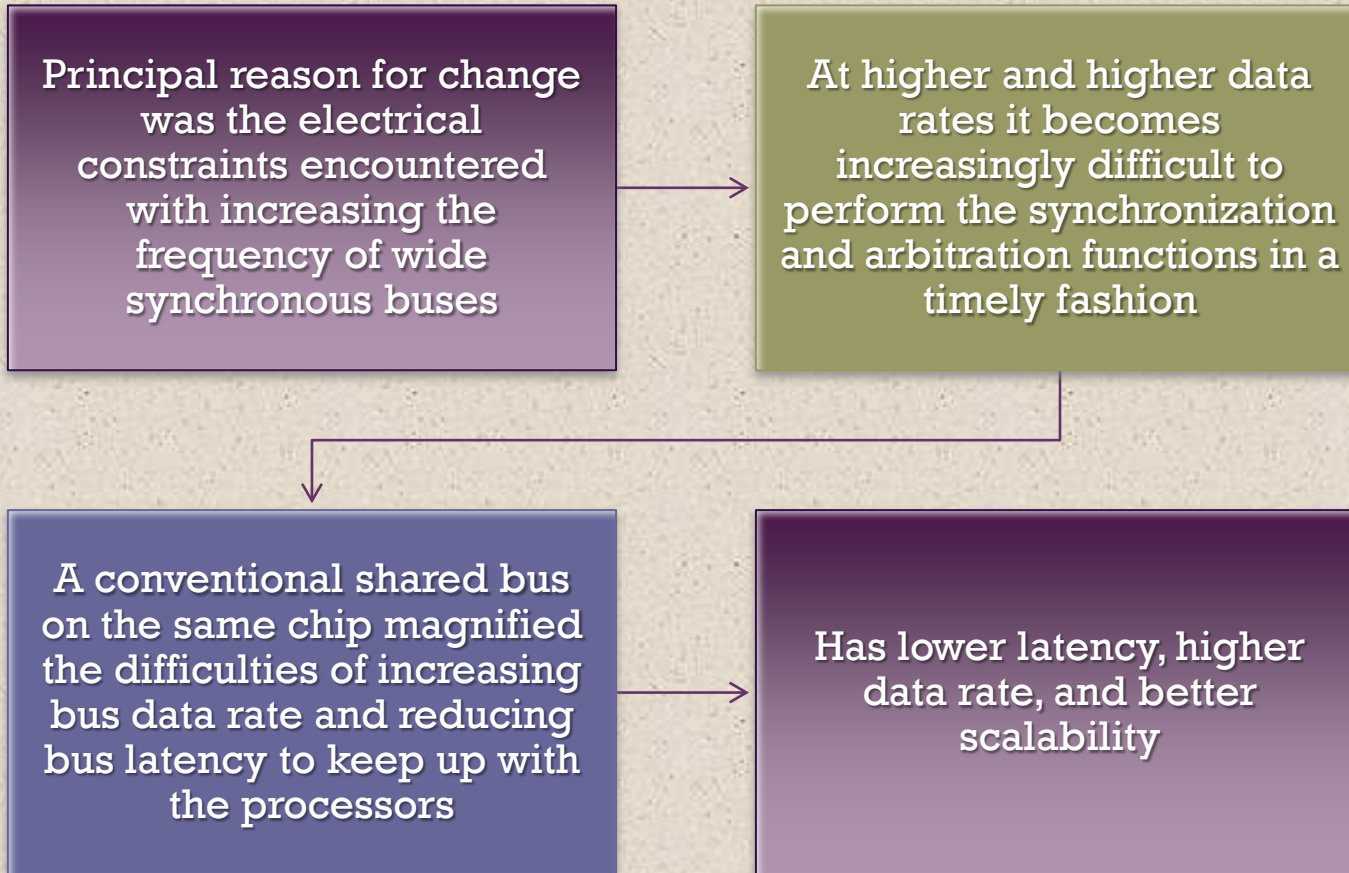 Principal reason for change
was the electrical
constraints encountered
with increasing the
frequency of wide
synchronous buses
At higher and higher data
rates it becomes
increasingly difficult to
perform the synchronization
and arbitration functions in a
timely fashion
A conventional shared bus
on the same chip magnified
the difficulties of increasing
bus data rate and reducing
bus latency to keep up with
the processors
Has lower latency, higher
data rate, and better
scalability